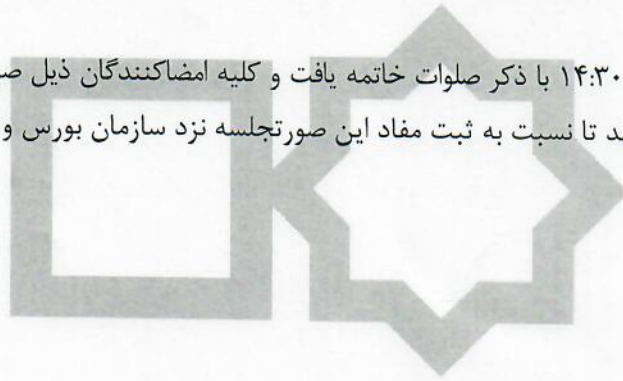 ۱۴:۳۰ با ذکر صلوات خاتمه یافت و کلیه امضاکنندگان ذیل
تا نسبت به ثبت مفاد این صورتجلسه نزد سازمان بورس و